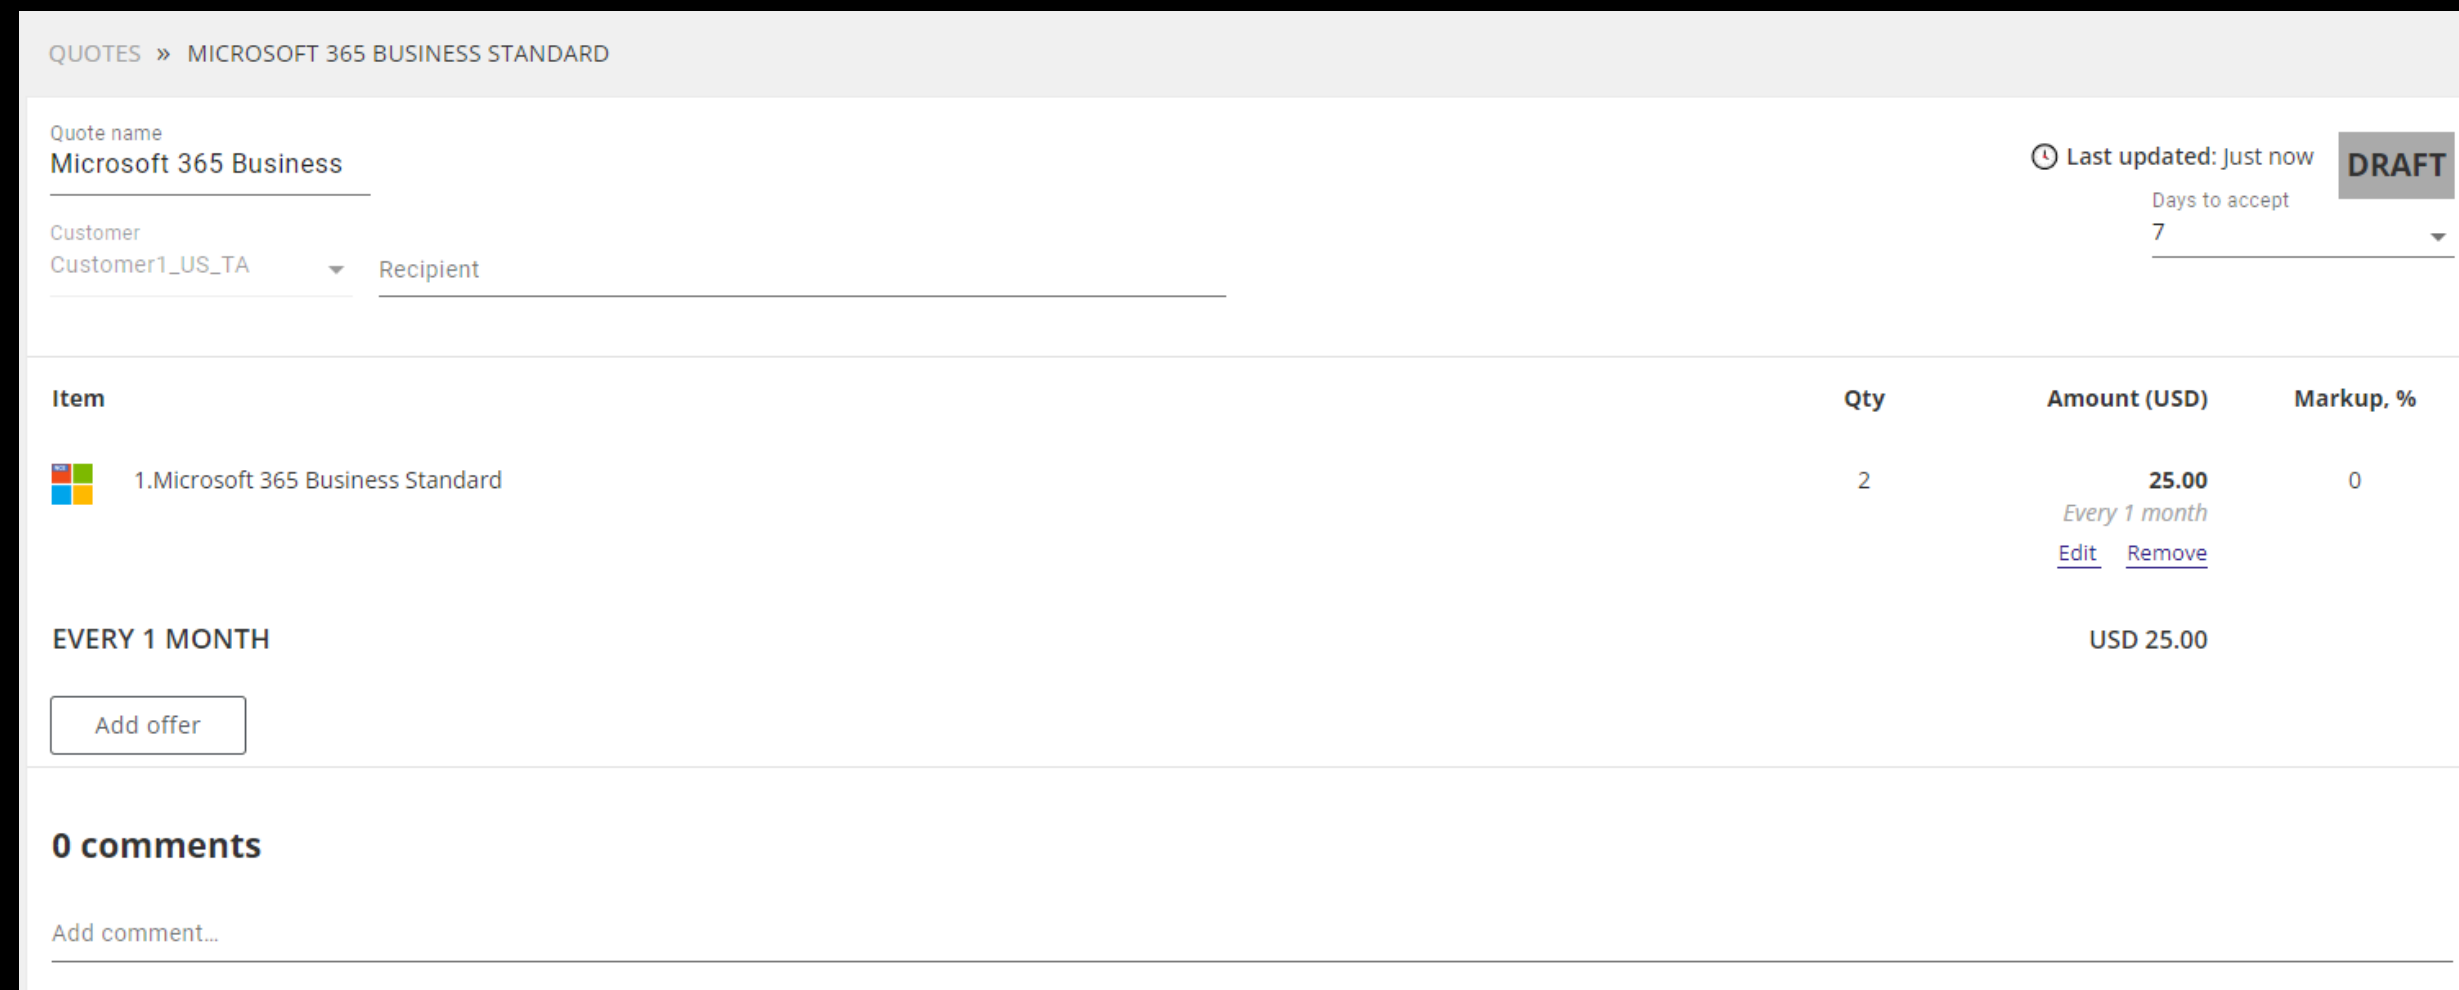 QUOTES » MICROSOFT 365 BUSINESS STANDARD
Quote name
Microsoft 365 Business
Last updated: Just now
DRAFT
Days to accept
7
Customer
Customer1_US_TA
Recipient
Item Qty Amount (USD) Markup, %
1.Microsoft 365 Business Standard 2 25.00 0
Every 1 month
Edit Remove
EVERY 1 MONTH USD 25.00
Add offer
0 comments
Add comment...